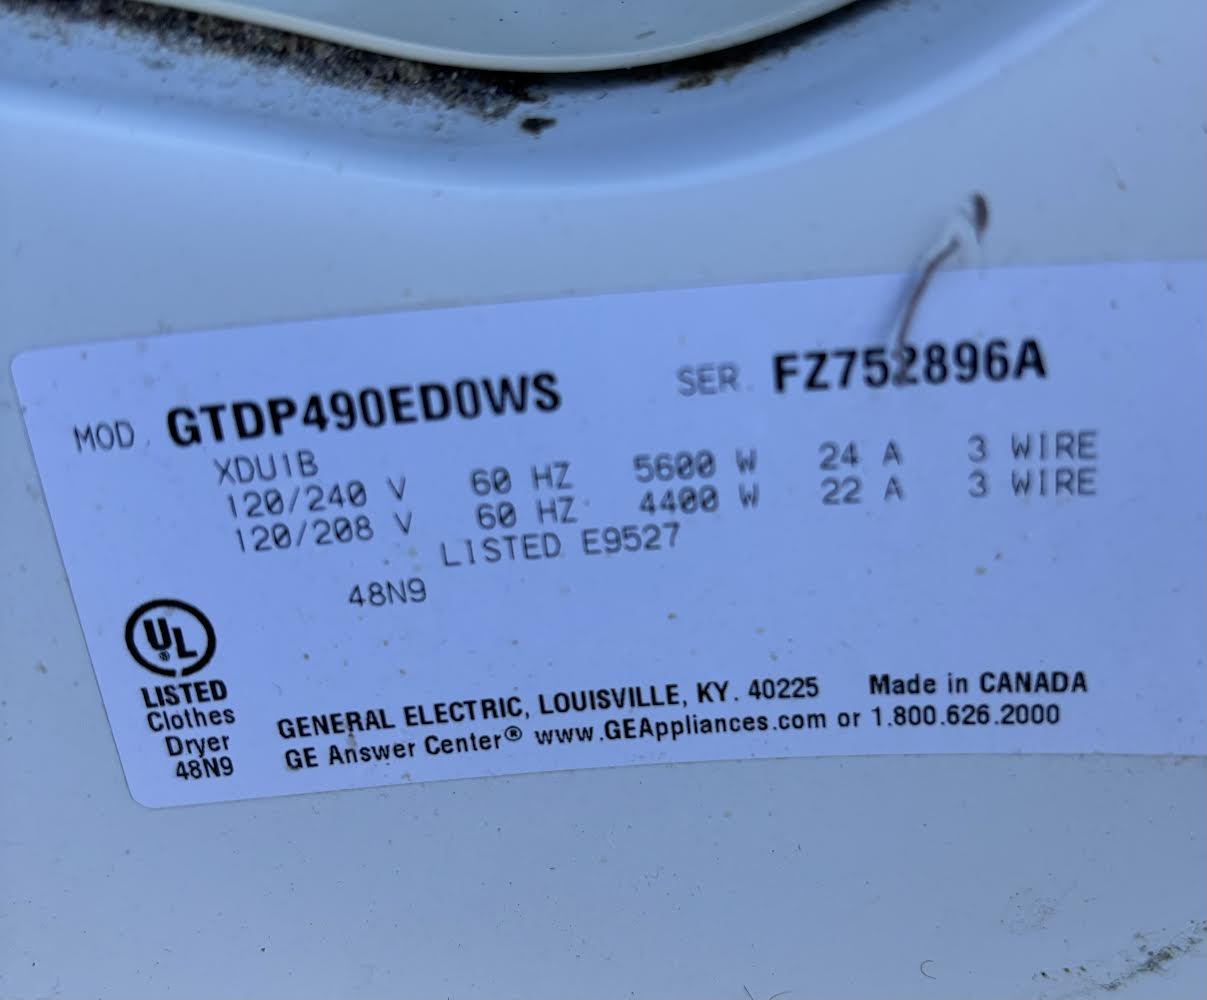 MOD. GTDP490ED0WS SER. FZ752896A
XDU1B
120/240 V 60 HZ 5600 W 24 A 3 WIRE
120/208 V 60 HZ 4400 W 22 A 3 WIRE
LISTED E9527
48N9
UL
®
LISTED
Clothes
Dryer
48N9
GENERAL ELECTRIC, LOUISVILLE, KY. 40225 Made in CANADA
GE Answer Center® www.GEAppliances.com or 1.800.626.2000